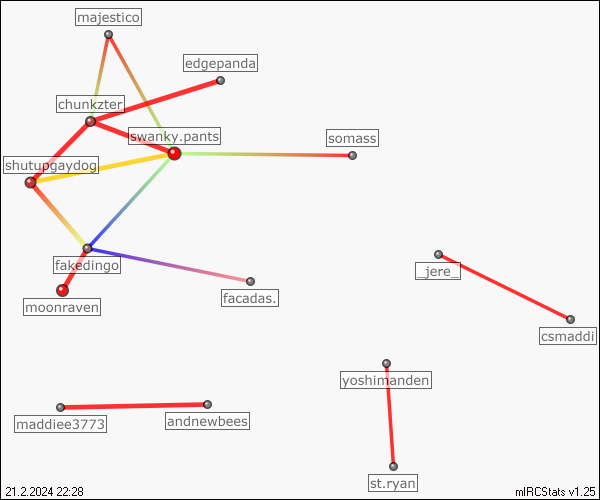 majestico
edgepanda
chunkzter
swanky.pants
somass
shutupgaydog
fakedingo
_jere_
facadas.
moonraven
csmaddi
yoshimanden
maddiee3773
andnewbees
st.ryan
21.2.2024 22:28
mIRCStats v1.25